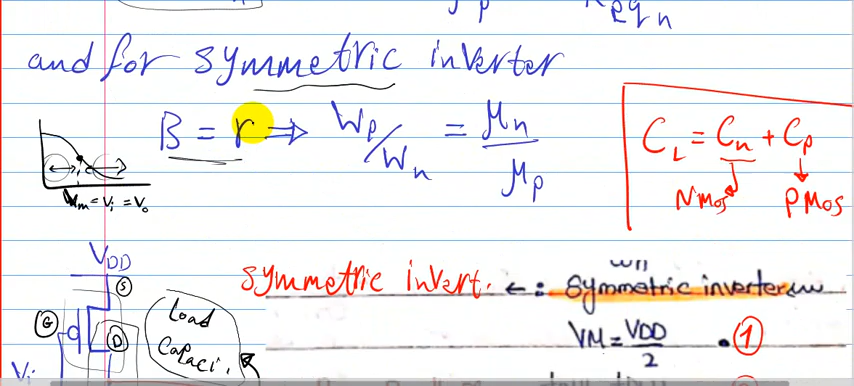 and for symmetric inverter
B = r ⇒ Wp/Wn = μn/μp
CL = Cn + Cp
NMOS PMOS
= Vi = Vo
VDD
S
G
D
Vi
Load
Capaci.
symmetric invert. ← : Symmetric inverter
VM = VDD/2 . 1